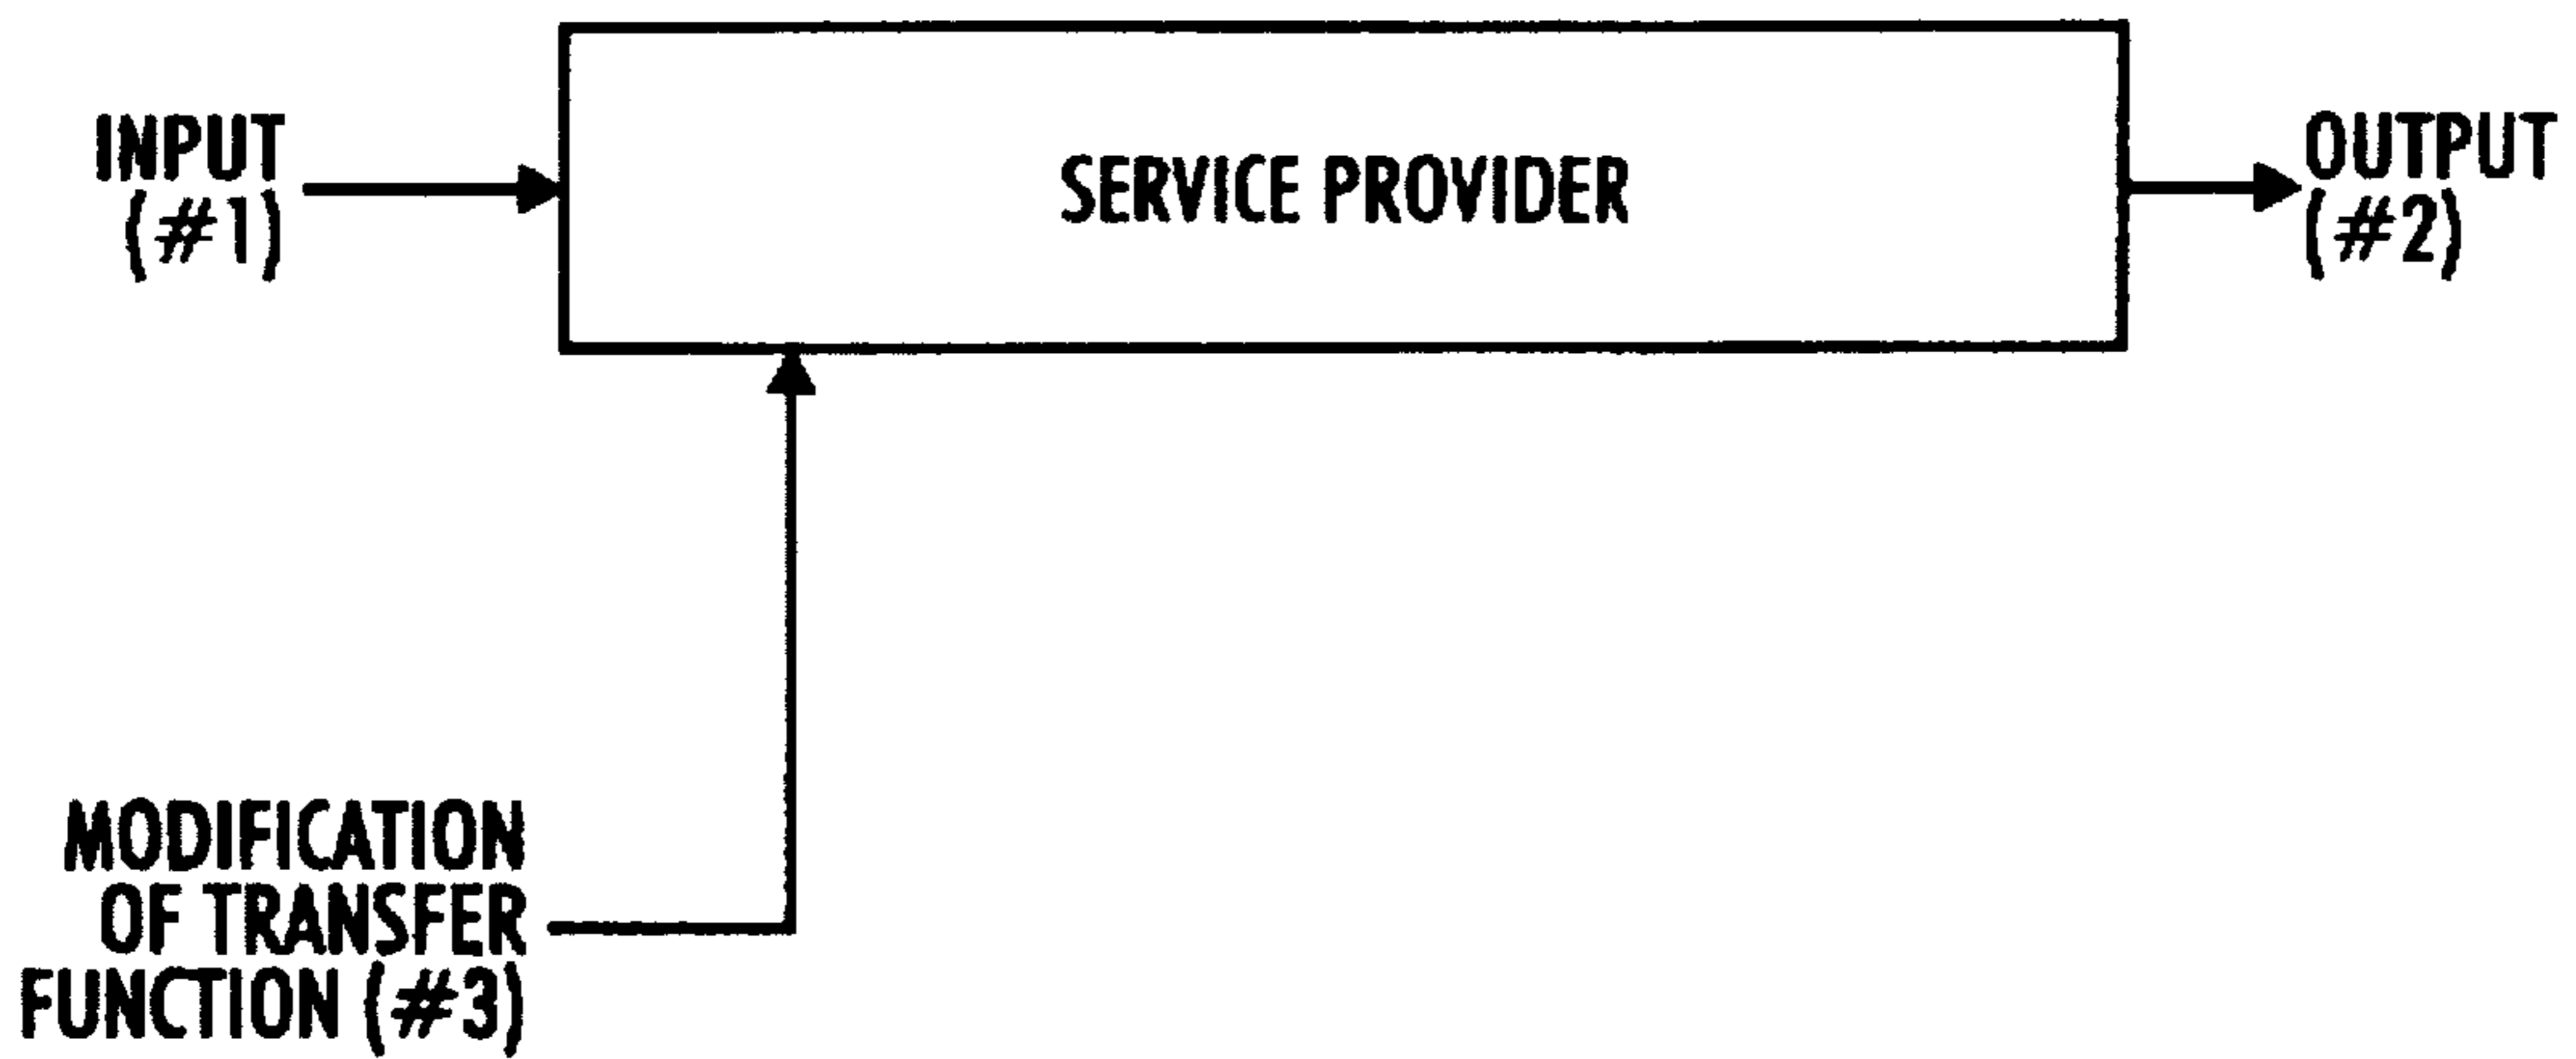 INPUT
(#1)
SERVICE PROVIDER
OUTPUT
(#2)
MODIFICATION
OF TRANSFER
FUNCTION (#3)